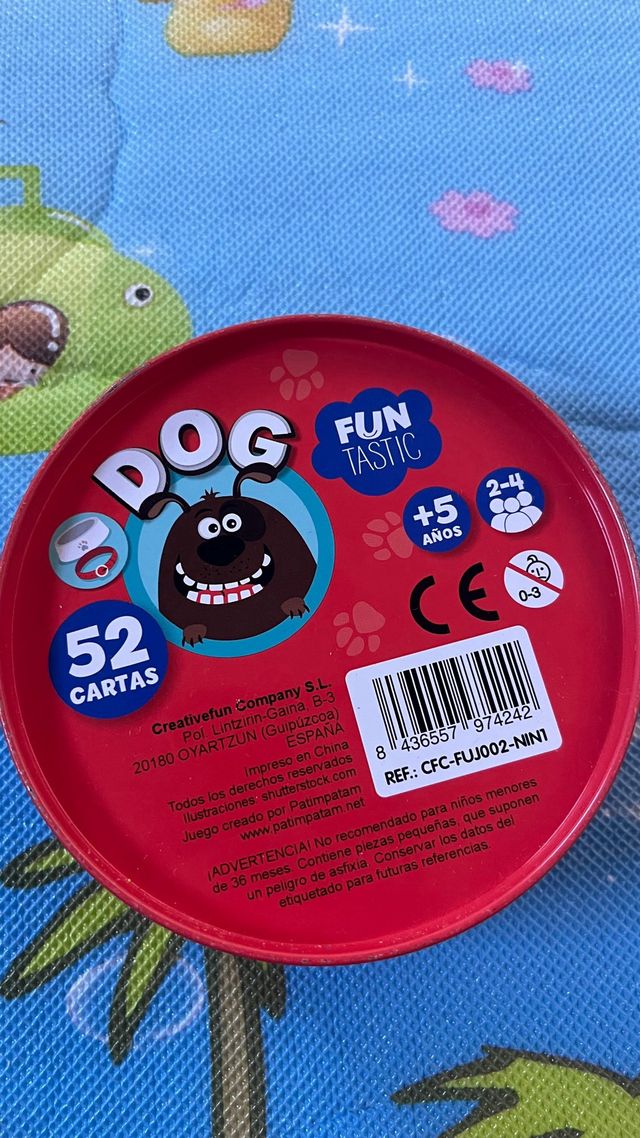 DOG
FUN
TASTIC
+5
AÑOS
2-4
0-3
CE
52
CARTAS
Creativefun Company S.L.
Pol. Lintzirin-Gaina, B-3
20180 OYARTZUN (Guipúzcoa)
ESPAÑA
Impreso en China
Todos los derechos reservados
Ilustraciones: shutterstock.com
Juego creado por Patimpatam
www.patimpatam.net
8 436557 974242
REF.: CFC-FUJ002-NIN1
¡ADVERTENCIA! No recomendado para niños menores
de 36 meses. Contiene piezas pequeñas, que suponen
un peligro de asfixia. Conservar los datos del
etiquetado para futuras referencias.